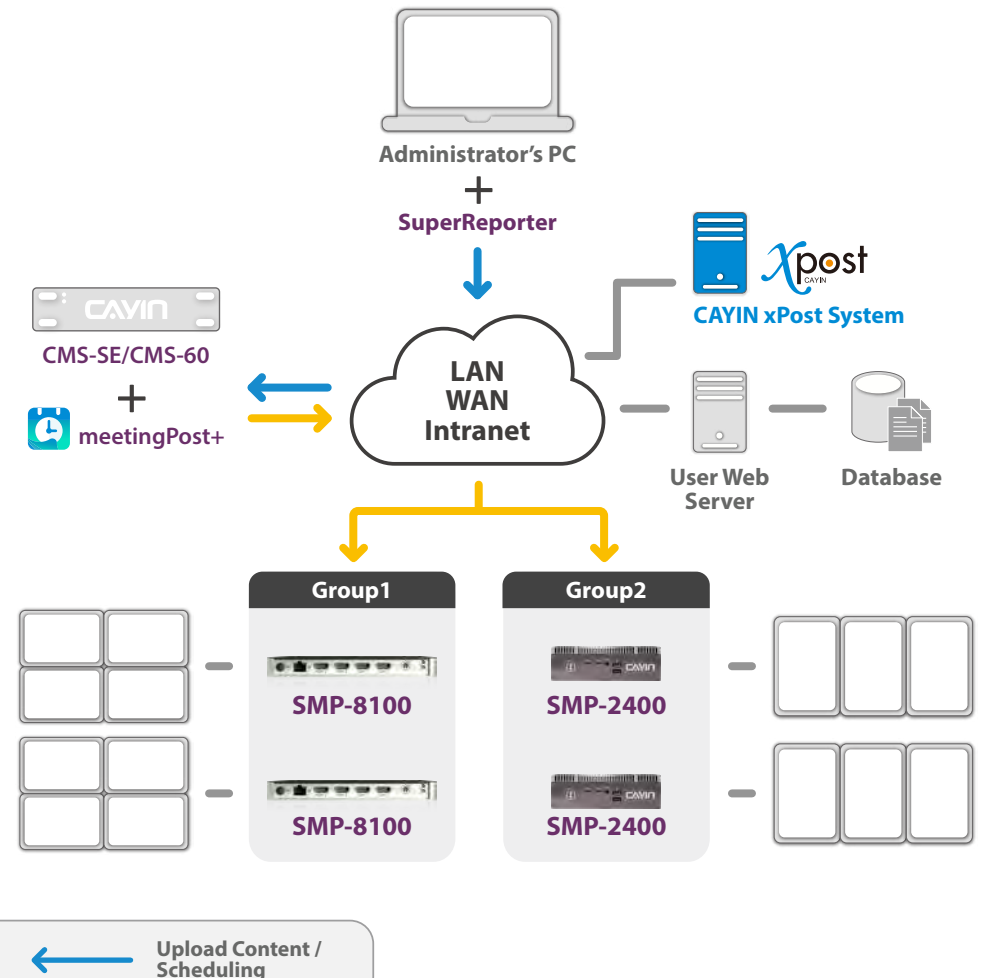 Administrator's PC
+
SuperReporter
Xpost
CAYIN
CAYIN xPost System
CAYIN
CMS-SE/CMS-60
+
meetingPost+
LAN
WAN
Intranet
User Web
Server
Database
Group1
Group2
SMP-8100
CAYIN
SMP-2400
SMP-8100
CAYIN
SMP-2400
Upload Content /
Scheduling